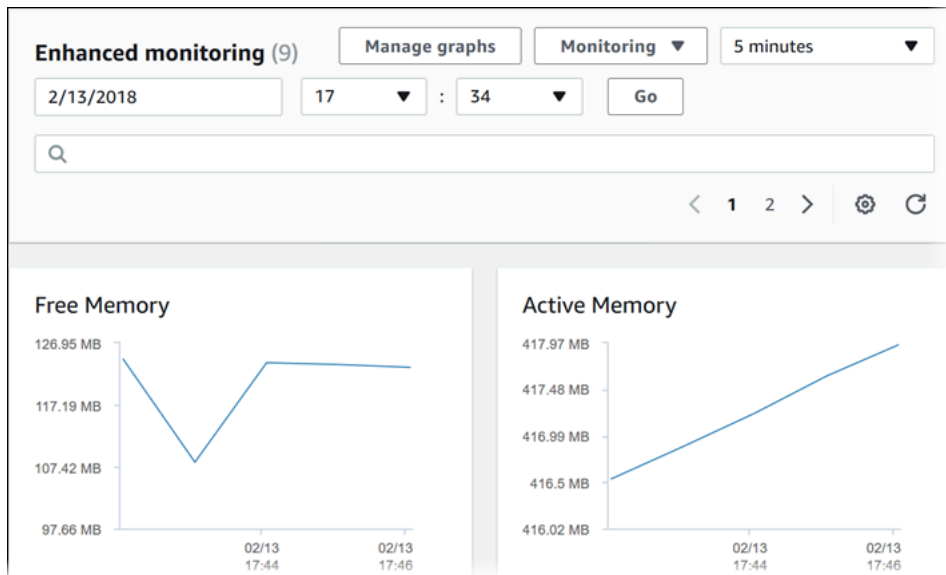 Enhanced monitoring (9) Manage graphs Monitoring 5 minutes
2/13/2018 17 : 34 Go
1 2
Free Memory
126.95 MB
117.19 MB
107.42 MB
97.66 MB
02/13 02/13
17:44 17:46
Active Memory
417.97 MB
417.48 MB
416.99 MB
416.5 MB
416.02 MB
02/13 02/13
17:44 17:46